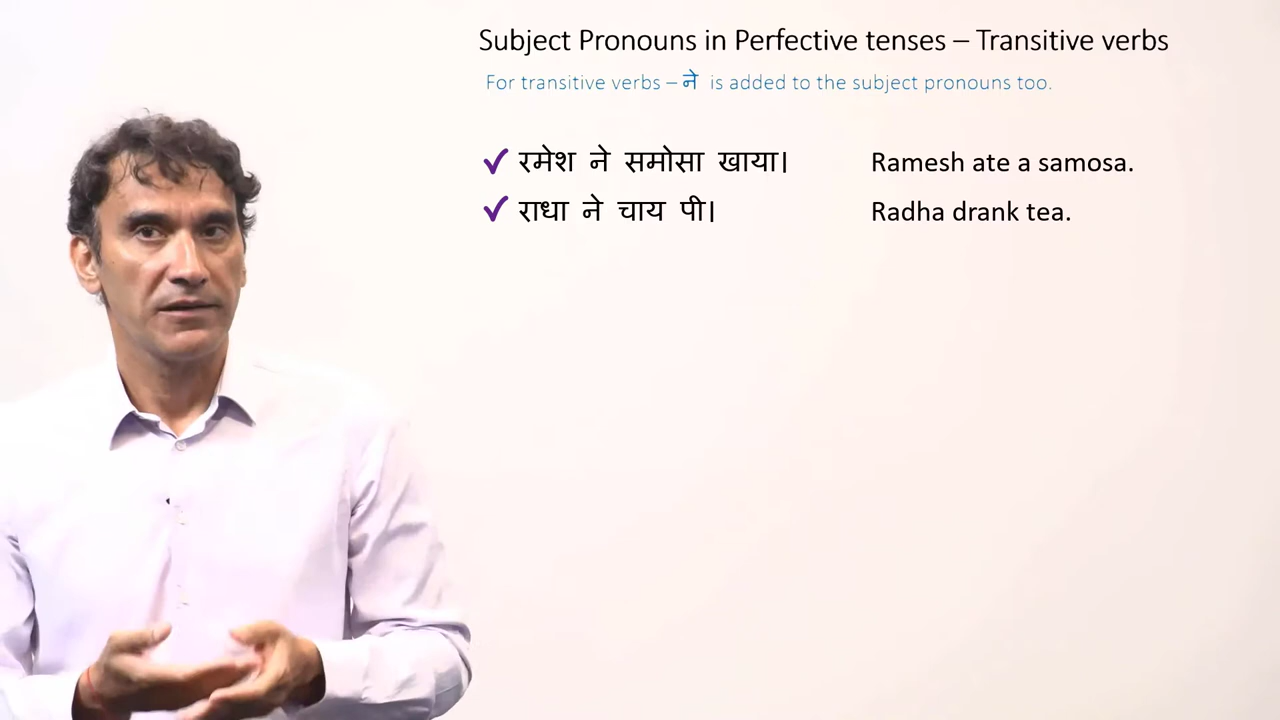 Subject Pronouns in Perfective tenses – Transitive verbs
For transitive verbs – ने is added to the subject pronouns too.
✓ रमेश ने समोसा खाया। Ramesh ate a samosa.
✓ राधा ने चाय पी। Radha drank tea.